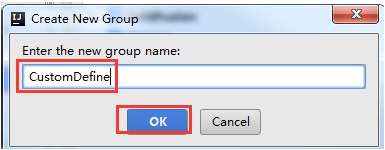 Create New Group
Enter the new group name:
CustomDefine
OK
Cancel